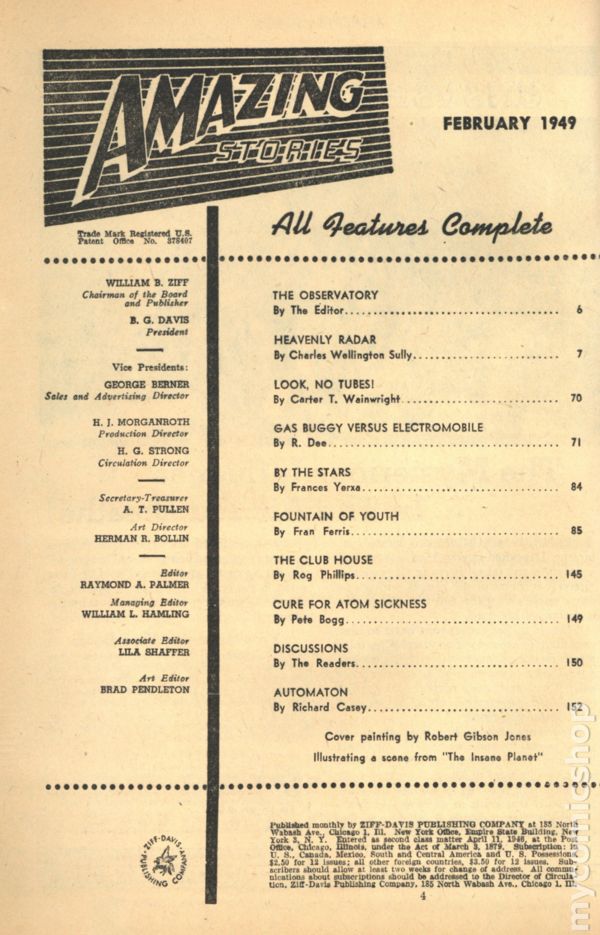 AMAZING
STORIES
FEBRUARY 1949
Trade Mark Registered U.S.
Patent Office No. 378407
All Features Complete
WILLIAM B. ZIFF
Chairman of the Board
and Publisher
B. G. DAVIS
President
Vice Presidents:
GEORGE BERNER
Sales and Advertising Director
H. J. MORGANROTH
Production Director
H. G. STRONG
Circulation Director
Secretary-Treasurer
A. T. PULLEN
Art Director
HERMAN R. BOLLIN
Editor
RAYMOND A. PALMER
Managing Editor
WILLIAM L. HAMLING
Associate Editor
LILA SHAFFER
Art Editor
BRAD PENDLETON
THE OBSERVATORY
By The Editor........................................ 6
HEAVENLY RADAR
By Charles Wellington Sully........................... 7
LOOK, NO TUBES!
By Carter T. Wainwright............................. 70
GAS BUGGY VERSUS ELECTROMOBILE
By R. Dee........................................... 71
BY THE STARS
By Frances Yerxa.................................... 84
FOUNTAIN OF YOUTH
By Fran Ferris...................................... 85
THE CLUB HOUSE
By Rog Phillips..................................... 145
CURE FOR ATOM SICKNESS
By Pete Bogg........................................ 149
DISCUSSIONS
By The Readers...................................... 150
AUTOMATON
By Richard Casey.................................... 152
Cover painting by Robert Gibson Jones
Illustrating a scene from "The Insane Planet"
ZIFF-DAVIS PUBLISHING COMPANY
Published monthly by ZIFF-DAVIS PUBLISHING COMPANY at 185 North
Wabash Ave., Chicago 1, Ill. New York Office, Empire State Building, New
York 3, N. Y. Entered as second class matter April 11, 1946, at the Post
Office, Chicago, Illinois, under the Act of March 3, 1879. Subscription: in
U. S., Canada, Mexico, South and Central America and U. S. Possessions,
$2.50 for 12 issues; all other foreign countries, $3.50 for 12 issues. Sub-
scribers should allow at least two weeks for change of address. All commu-
nications about subscriptions should be addressed to the Director of Circula-
tion, Ziff-Davis Publishing Company, 185 North Wabash Ave., Chicago 1, Ill.
4
mycomicshop